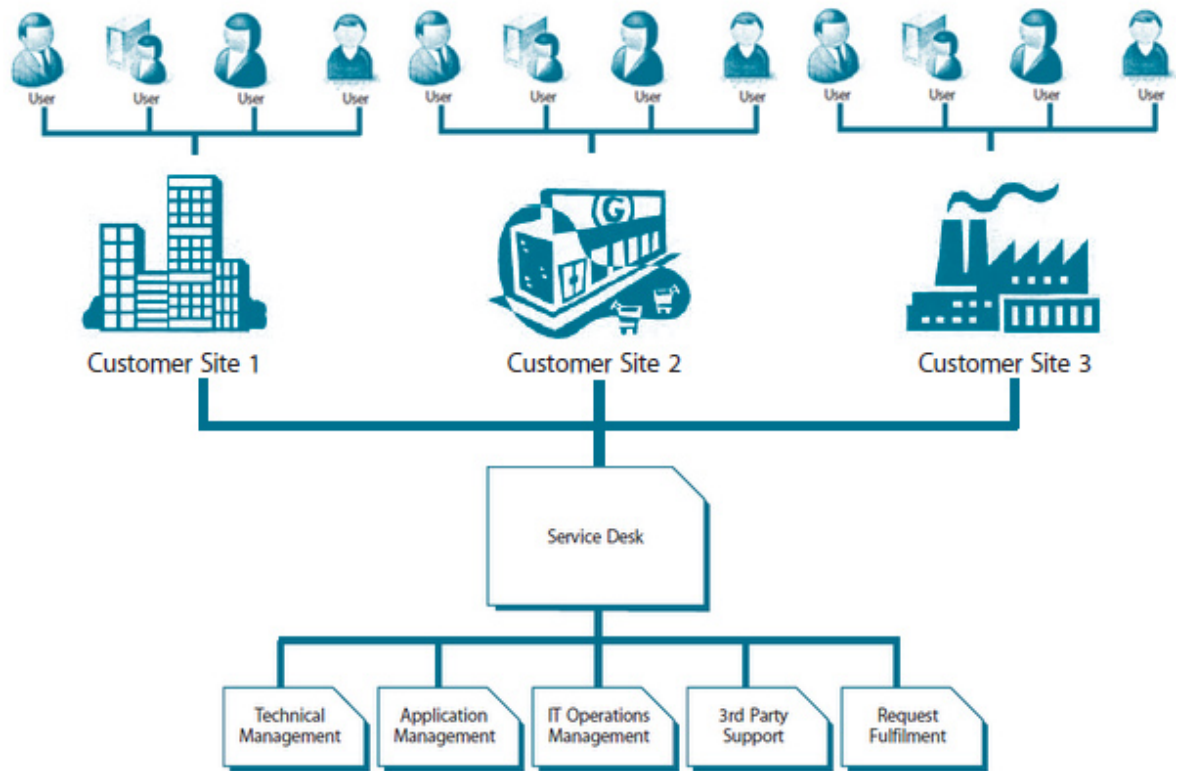 User
User
User
User
User
User
User
User
User
User
User
User
G
Customer Site 1
Customer Site 2
Customer Site 3
Service Desk
Technical
Management
Application
Management
IT Operations
Management
3rd Party
Support
Request
Fulfilment